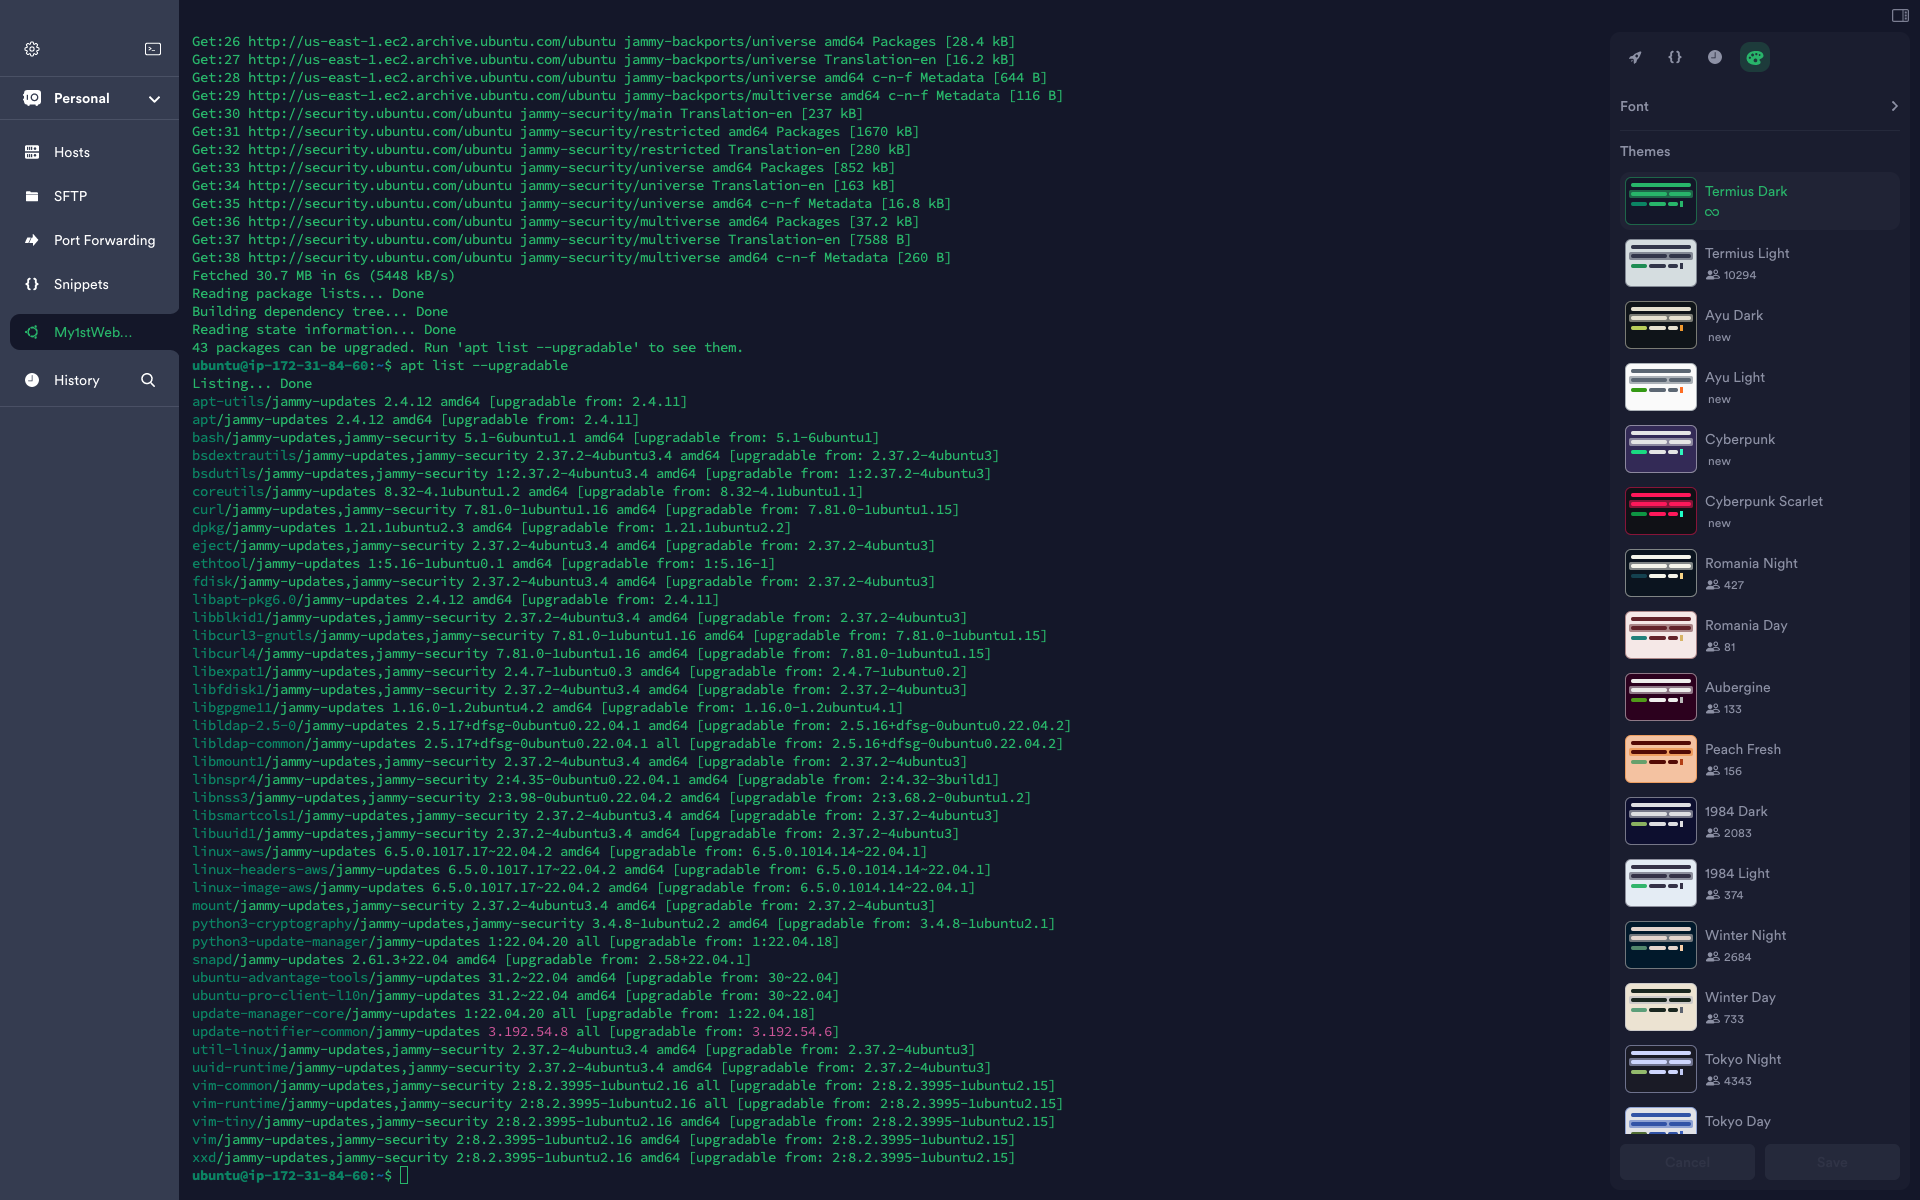 Personal
Hosts
SFTP
Port Forwarding
Snippets
My1stWeb...
History
Get:26 http://us-east-1.ec2.archive.ubuntu.com/ubuntu jammy-backports/universe amd64 Packages [28.4 kB]
Get:27 http://us-east-1.ec2.archive.ubuntu.com/ubuntu jammy-backports/universe Translation-en [16.2 kB]
Get:28 http://us-east-1.ec2.archive.ubuntu.com/ubuntu jammy-backports/universe amd64 c-n-f Metadata [644 B]
Get:29 http://us-east-1.ec2.archive.ubuntu.com/ubuntu jammy-backports/multiverse amd64 c-n-f Metadata [116 B]
Get:30 http://security.ubuntu.com/ubuntu jammy-security/main Translation-en [237 kB]
Get:31 http://security.ubuntu.com/ubuntu jammy-security/restricted amd64 Packages [1670 kB]
Get:32 http://security.ubuntu.com/ubuntu jammy-security/restricted Translation-en [280 kB]
Get:33 http://security.ubuntu.com/ubuntu jammy-security/universe amd64 Packages [852 kB]
Get:34 http://security.ubuntu.com/ubuntu jammy-security/universe Translation-en [163 kB]
Get:35 http://security.ubuntu.com/ubuntu jammy-security/universe amd64 c-n-f Metadata [16.8 kB]
Get:36 http://security.ubuntu.com/ubuntu jammy-security/multiverse amd64 Packages [37.2 kB]
Get:37 http://security.ubuntu.com/ubuntu jammy-security/multiverse Translation-en [7588 B]
Get:38 http://security.ubuntu.com/ubuntu jammy-security/multiverse amd64 c-n-f Metadata [260 B]
Fetched 30.7 MB in 6s (5448 kB/s)
Reading package lists... Done
Building dependency tree... Done
Reading state information... Done
43 packages can be upgraded. Run 'apt list --upgradable' to see them.
ubuntu@ip-172-31-84-60:~$ apt list --upgradable
Listing... Done
apt-utils/jammy-updates 2.4.12 amd64 [upgradable from: 2.4.11]
apt/jammy-updates 2.4.12 amd64 [upgradable from: 2.4.11]
bash/jammy-updates,jammy-security 5.1-6ubuntu1.1 amd64 [upgradable from: 5.1-6ubuntu1]
bsdextrautils/jammy-updates,jammy-security 2.37.2-4ubuntu3.4 amd64 [upgradable from: 2.37.2-4ubuntu3]
bsdutils/jammy-updates,jammy-security 1:2.37.2-4ubuntu3.4 amd64 [upgradable from: 1:2.37.2-4ubuntu3]
coreutils/jammy-updates 8.32-4.1ubuntu1.2 amd64 [upgradable from: 8.32-4.1ubuntu1.1]
curl/jammy-updates,jammy-security 7.81.0-1ubuntu1.16 amd64 [upgradable from: 7.81.0-1ubuntu1.15]
dpkg/jammy-updates 1.21.1ubuntu2.3 amd64 [upgradable from: 1.21.1ubuntu2.2]
eject/jammy-updates,jammy-security 2.37.2-4ubuntu3.4 amd64 [upgradable from: 2.37.2-4ubuntu3]
ethtool/jammy-updates 1:5.16-1ubuntu0.1 amd64 [upgradable from: 1:5.16-1]
fdisk/jammy-updates,jammy-security 2.37.2-4ubuntu3.4 amd64 [upgradable from: 2.37.2-4ubuntu3]
libapt-pkg6.0/jammy-updates 2.4.12 amd64 [upgradable from: 2.4.11]
libblkid1/jammy-updates,jammy-security 2.37.2-4ubuntu3.4 amd64 [upgradable from: 2.37.2-4ubuntu3]
libcurl3-gnutls/jammy-updates,jammy-security 7.81.0-1ubuntu1.16 amd64 [upgradable from: 7.81.0-1ubuntu1.15]
libcurl4/jammy-updates,jammy-security 7.81.0-1ubuntu1.16 amd64 [upgradable from: 7.81.0-1ubuntu1.15]
libexpat1/jammy-updates,jammy-security 2.4.7-1ubuntu0.3 amd64 [upgradable from: 2.4.7-1ubuntu0.2]
libfdisk1/jammy-updates,jammy-security 2.37.2-4ubuntu3.4 amd64 [upgradable from: 2.37.2-4ubuntu3]
libgpgme11/jammy-updates 1.16.0-1.2ubuntu4.2 amd64 [upgradable from: 1.16.0-1.2ubuntu4.1]
libldap-2.5-0/jammy-updates 2.5.17+dfsg-0ubuntu0.22.04.1 amd64 [upgradable from: 2.5.16+dfsg-0ubuntu0.22.04.2]
libldap-common/jammy-updates 2.5.17+dfsg-0ubuntu0.22.04.1 all [upgradable from: 2.5.16+dfsg-0ubuntu0.22.04.2]
libmount1/jammy-updates,jammy-security 2.37.2-4ubuntu3.4 amd64 [upgradable from: 2.37.2-4ubuntu3]
libnspr4/jammy-updates,jammy-security 2:4.35-0ubuntu0.22.04.1 amd64 [upgradable from: 2:4.32-3build1]
libnss3/jammy-updates,jammy-security 2:3.98-0ubuntu0.22.04.2 amd64 [upgradable from: 2:3.68.2-0ubuntu1.2]
libsmartcols1/jammy-updates,jammy-security 2.37.2-4ubuntu3.4 amd64 [upgradable from: 2.37.2-4ubuntu3]
libuuid1/jammy-updates,jammy-security 2.37.2-4ubuntu3.4 amd64 [upgradable from: 2.37.2-4ubuntu3]
linux-aws/jammy-updates 6.5.0.1017.17~22.04.2 amd64 [upgradable from: 6.5.0.1014.14~22.04.1]
linux-headers-aws/jammy-updates 6.5.0.1017.17~22.04.2 amd64 [upgradable from: 6.5.0.1014.14~22.04.1]
linux-image-aws/jammy-updates 6.5.0.1017.17~22.04.2 amd64 [upgradable from: 6.5.0.1014.14~22.04.1]
mount/jammy-updates,jammy-security 2.37.2-4ubuntu3.4 amd64 [upgradable from: 2.37.2-4ubuntu3]
python3-cryptography/jammy-updates,jammy-security 3.4.8-1ubuntu2.2 amd64 [upgradable from: 3.4.8-1ubuntu2.1]
python3-update-manager/jammy-updates 1:22.04.20 all [upgradable from: 1:22.04.18]
snapd/jammy-updates 2.61.3+22.04 amd64 [upgradable from: 2.58+22.04.1]
ubuntu-advantage-tools/jammy-updates 31.2~22.04 amd64 [upgradable from: 30~22.04]
ubuntu-pro-client-l10n/jammy-updates 31.2~22.04 amd64 [upgradable from: 30~22.04]
update-manager-core/jammy-updates 1:22.04.20 all [upgradable from: 1:22.04.18]
update-notifier-common/jammy-updates 3.192.54.8 all [upgradable from: 3.192.54.6]
util-linux/jammy-updates,jammy-security 2.37.2-4ubuntu3.4 amd64 [upgradable from: 2.37.2-4ubuntu3]
uuid-runtime/jammy-updates,jammy-security 2.37.2-4ubuntu3.4 amd64 [upgradable from: 2.37.2-4ubuntu3]
vim-common/jammy-updates,jammy-security 2:8.2.3995-1ubuntu2.16 all [upgradable from: 2:8.2.3995-1ubuntu2.15]
vim-runtime/jammy-updates,jammy-security 2:8.2.3995-1ubuntu2.16 all [upgradable from: 2:8.2.3995-1ubuntu2.15]
vim-tiny/jammy-updates,jammy-security 2:8.2.3995-1ubuntu2.16 amd64 [upgradable from: 2:8.2.3995-1ubuntu2.15]
vim/jammy-updates,jammy-security 2:8.2.3995-1ubuntu2.16 amd64 [upgradable from: 2:8.2.3995-1ubuntu2.15]
xxd/jammy-updates,jammy-security 2:8.2.3995-1ubuntu2.16 amd64 [upgradable from: 2:8.2.3995-1ubuntu2.15]
ubuntu@ip-172-31-84-60:~$
Font
Themes
Termius Dark
∞
Termius Light
10294
Ayu Dark
new
Ayu Light
new
Cyberpunk
new
Cyberpunk Scarlet
new
Romania Night
427
Romania Day
81
Aubergine
133
Peach Fresh
156
1984 Dark
2083
1984 Light
374
Winter Night
2684
Winter Day
733
Tokyo Night
4343
Tokyo Day
Cancel
Save